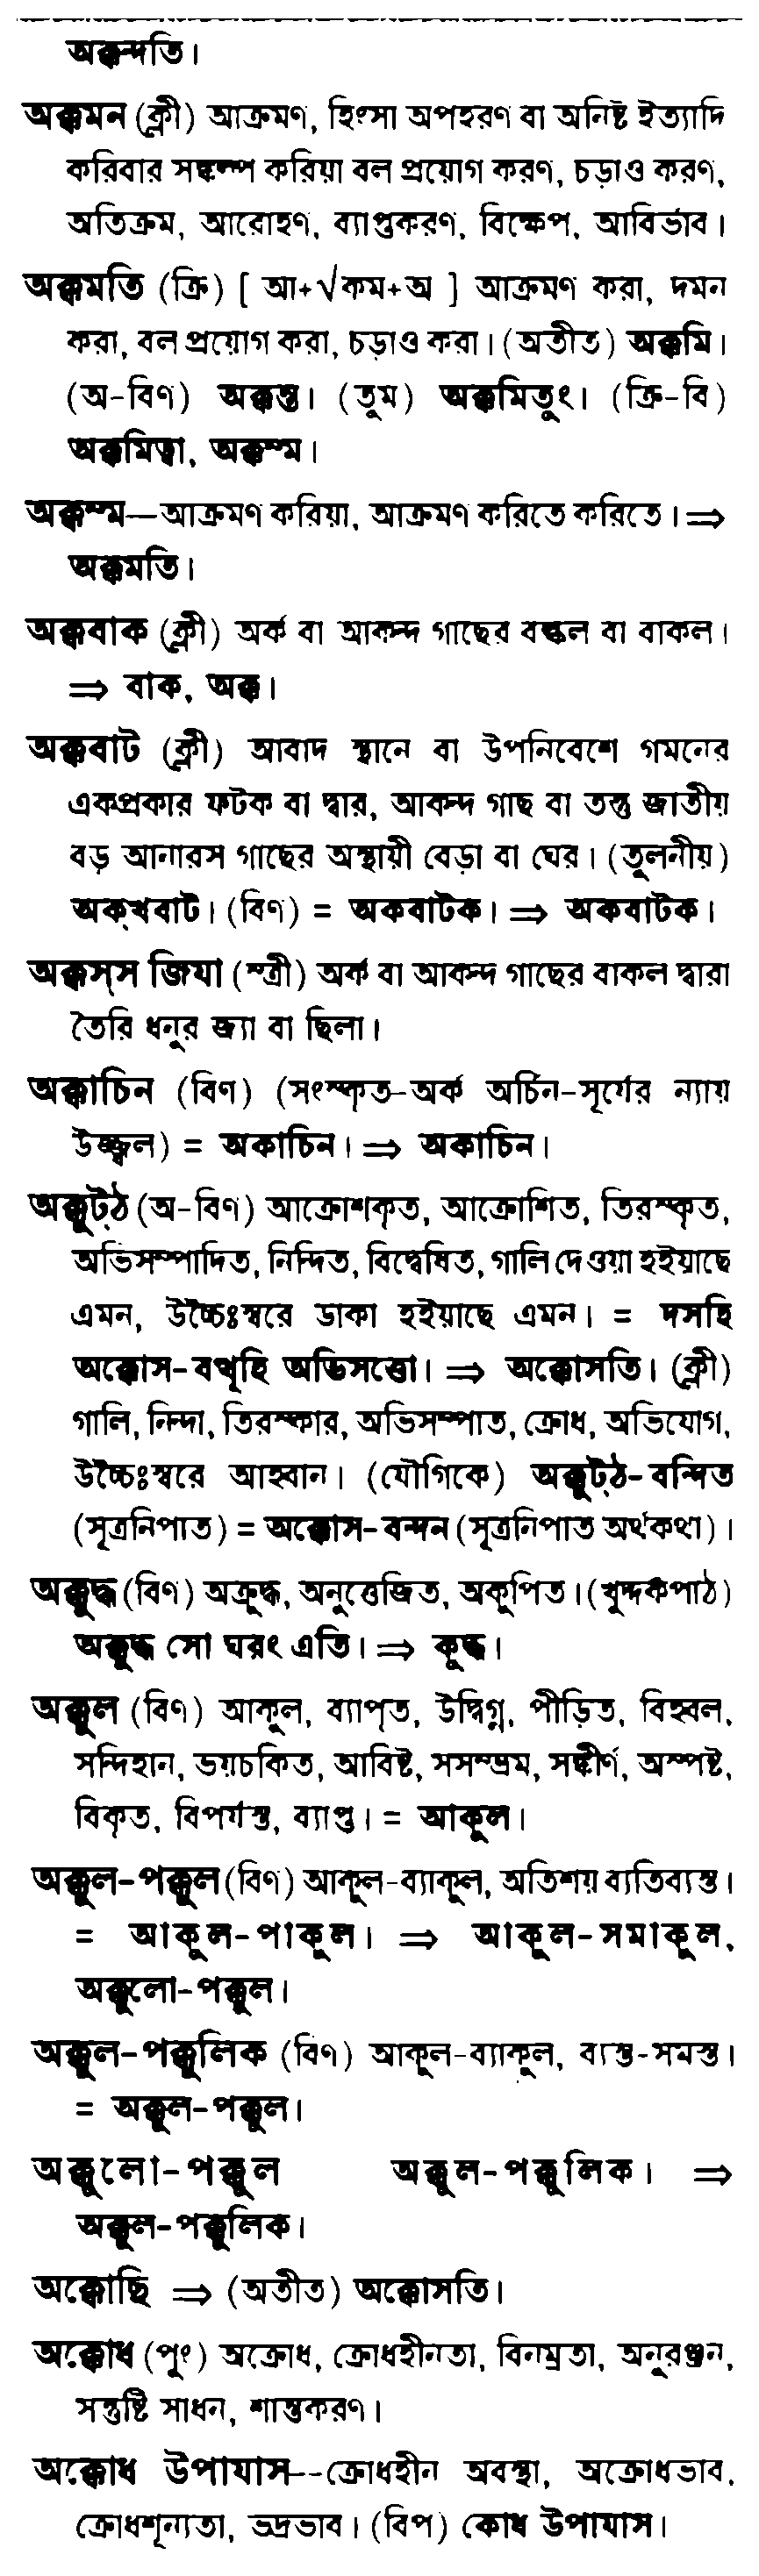 অক্কন্দতি।
অক্কমন (ক্লী) আক্রমণ, হিংসা অপহরণ বা অনিষ্ট ইত্যাদি
করিবার সঙ্কল্প করিয়া বল প্রয়োগ করণ, চড়াও করণ,
অতিক্রম, আরোহণ, ব্যাপ্তকরণ, বিক্ষেপ, আবির্ভাব।
অক্কমতি (ক্রি) [ আ+√কম+অ ] আক্রমণ করা, দমন
করা, বল প্রয়োগ করা, চড়াও করা। (অতীত) অক্কমি।
(অ-বিণ) অক্কন্ত। (তুম) অক্কমিতুং। (ক্রি-বি)
অক্কমিত্বা, অক্কম্ম।
অক্কম্ম—আক্রমণ করিয়া, আক্রমণ করিতে করিতে। ⇒
অক্কমতি।
অক্কবাক (ক্লী) অর্ক বা আকন্দ গাছের বল্কল বা বাকল।
⇒ বাক, অক্ক।
অক্কবাট (ক্লী) আবাদ স্থানে বা উপনিবেশে গমনের
একপ্রকার ফটক বা দ্বার, আকন্দ গাছ বা তন্তু জাতীয়
বড় আনারস গাছের অস্থায়ী বেড়া বা ঘের। (তুলনীয়)
অক্‌খবাট। (বিণ) = অকবাটক। ⇒ অকবাটক।
অক্কস্‌স জিযা (স্ত্রী) অর্ক বা আকন্দ গাছের বাকল দ্বারা
তৈরি ধনুর জ্যা বা ছিলা।
অক্কাচিন (বিণ) (সংস্কৃত-অর্ক অর্চিন-সূর্যের ন্যায়
উজ্জ্বল) = অকাচিন। ⇒ অকাচিন।
অক্কুট্‌ঠ (অ-বিণ) আক্রোশকৃত, আক্রোশিত, তিরস্কৃত,
অভিসম্পাদিত, নিন্দিত, বিদ্বেষিত, গালি দেওয়া হইয়াছে
এমন, উচ্চৈঃস্বরে ডাকা হইয়াছে এমন। = দসহি
অক্কোস-বত্থূহি অভিসত্তো। ⇒ অক্কোসতি। (ক্লী)
গালি, নিন্দা, তিরস্কার, অভিসম্পাত, ক্রোধ, অভিযোগ,
উচ্চৈঃস্বরে আহ্বান। (যৌগিকে) অক্কুট্‌ঠ-বন্দিত
(সূত্রনিপাত) = অক্কোস-বন্দন (সূত্রনিপাত অর্থকথা)।
অক্কুদ্ধ (বিণ) অক্রুদ্ধ, অনুত্তেজিত, অকুপিত। (খুদ্দকপাঠ)
অক্কুদ্ধ সো ঘরং এতি। ⇒ কুদ্ধ।
অক্কুল (বিণ) আকুল, ব্যাপৃত, উদ্বিগ্ন, পীড়িত, বিহ্বল,
সন্দিহান, ভয়চকিত, আবিষ্ট, সসম্ভ্রম, সঙ্কীর্ণ, অস্পষ্ট,
বিকৃত, বিপর্যস্ত, ব্যাপ্ত। = আকুল।
অক্কুল-পক্কুল (বিণ) আকুল-ব্যাকুল, অতিশয় ব্যতিব্যস্ত।
= আকুল-পাকুল। ⇒ আকুল-সমাকুল,
অক্কুলো-পক্কুল।
অক্কুল-পক্কুলিক (বিণ) আকুল-ব্যাকুল, ব্যস্ত-সমস্ত।
= অক্কুল-পক্কুল।
অক্কুলো-পক্কুল অক্কুল-পক্কুলিক। ⇒
অক্কুল-পক্কুলিক।
অক্কোছি ⇒ (অতীত) অক্কোসতি।
অক্কোধ (পুং) অক্রোধ, ক্রোধহীনতা, বিনম্রতা, অনুরঞ্জন,
সন্তুষ্টি সাধন, শান্তকরণ।
অক্কোধ উপাযাস--ক্রোধহীন অবস্থা, অক্রোধভাব,
ক্রোধশূন্যতা, ভদ্রভাব। (বিপ) কোধ উপাযাস।